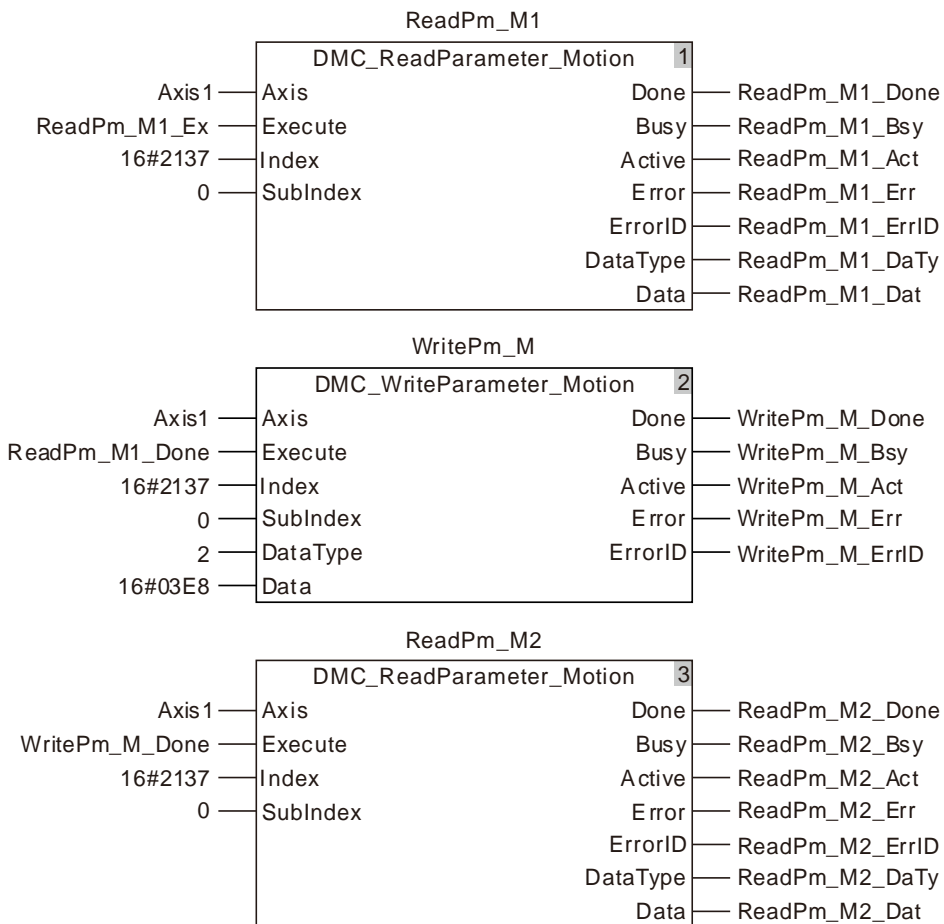 ReadPm_M1
DMC_ReadParameter_Motion 1
Axis1 Axis Done ReadPm_M1_Done
ReadPm_M1_Ex Execute Busy ReadPm_M1_Bsy
16#2137 Index Active ReadPm_M1_Act
0 SubIndex Error ReadPm_M1_Err
ErrorID ReadPm_M1_ErrID
DataType ReadPm_M1_DaTy
Data ReadPm_M1_Dat
WritePm_M
DMC_WriteParameter_Motion 2
Axis1 Axis Done WritePm_M_Done
ReadPm_M1_Done Execute Busy WritePm_M_Bsy
16#2137 Index Active WritePm_M_Act
0 SubIndex Error WritePm_M_Err
2 DataType ErrorID WritePm_M_ErrID
16#03E8 Data
ReadPm_M2
DMC_ReadParameter_Motion 3
Axis1 Axis Done ReadPm_M2_Done
WritePm_M_Done Execute Busy ReadPm_M2_Bsy
16#2137 Index Active ReadPm_M2_Act
0 SubIndex Error ReadPm_M2_Err
ErrorID ReadPm_M2_ErrID
DataType ReadPm_M2_DaTy
Data ReadPm_M2_Dat